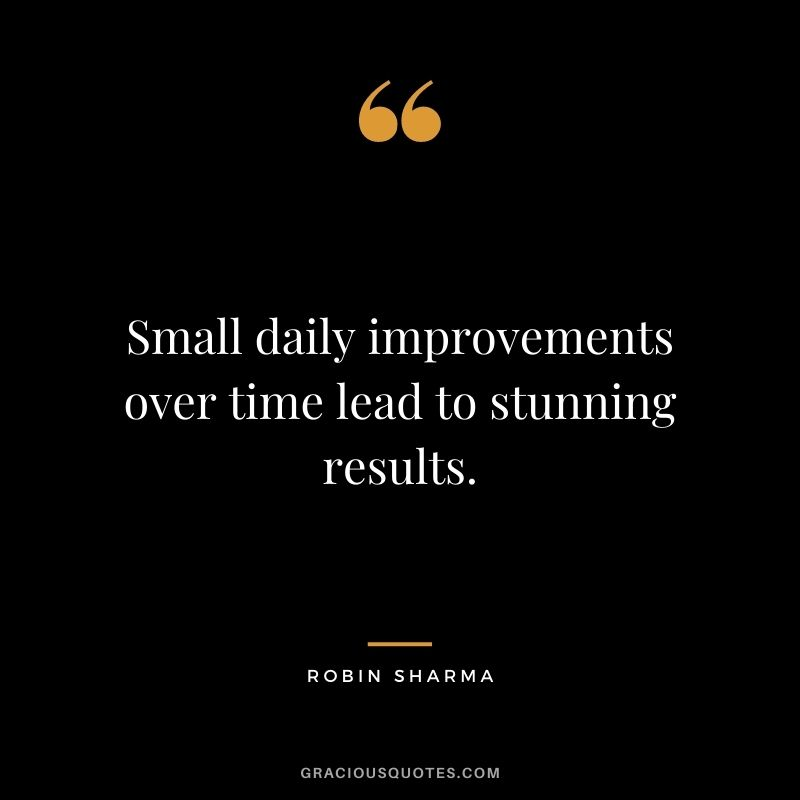 “
Small daily improvements
over time lead to stunning
results.
ROBIN SHARMA
GRACIOUSQUOTES.COM